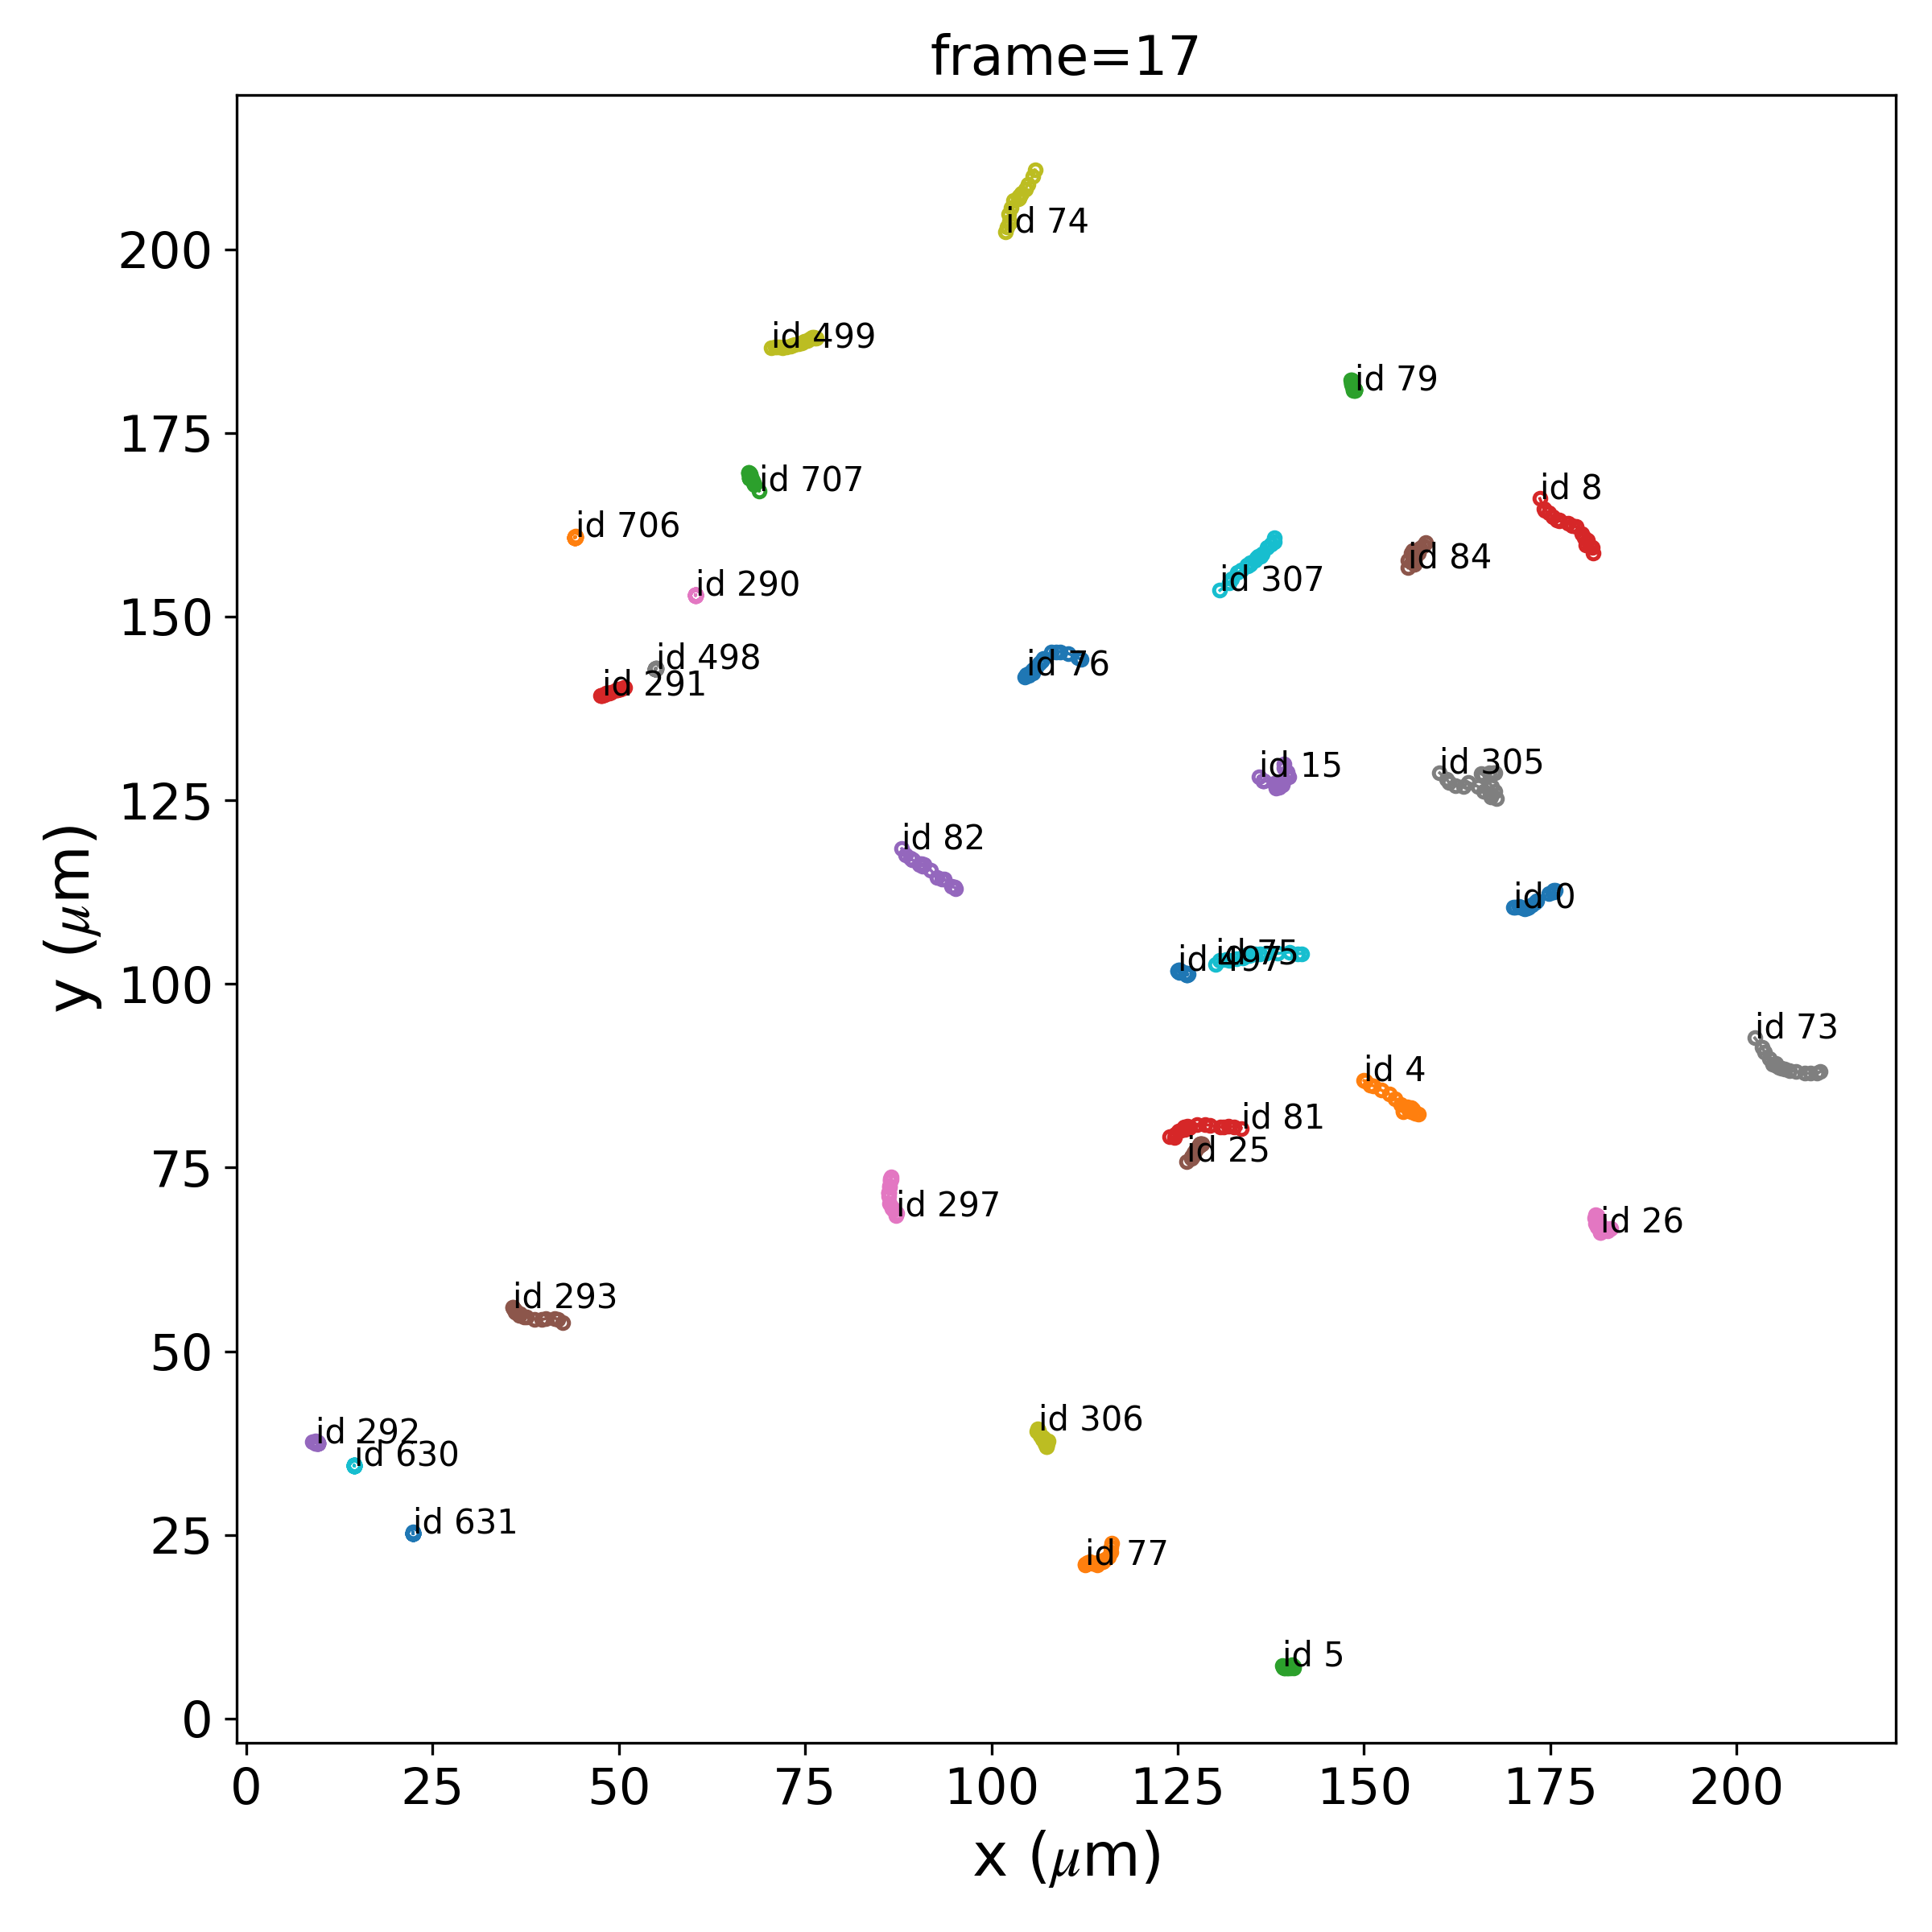 frame=17
id 74
id 499
id 79
id 707
id 8
id 706
id 84
id 307
id 290
id 498
id 76
id 291
id 15
id 305
id 82
id 0
id 75
id 497
id 73
id 4
id 81
id 25
id 297
id 26
id 293
id 306
id 292
id 630
id 631
id 77
id 5
200
175
150
125
100
75
50
25
0
y (μm)
0 25 50 75 100 125 150 175 200
x (μm)